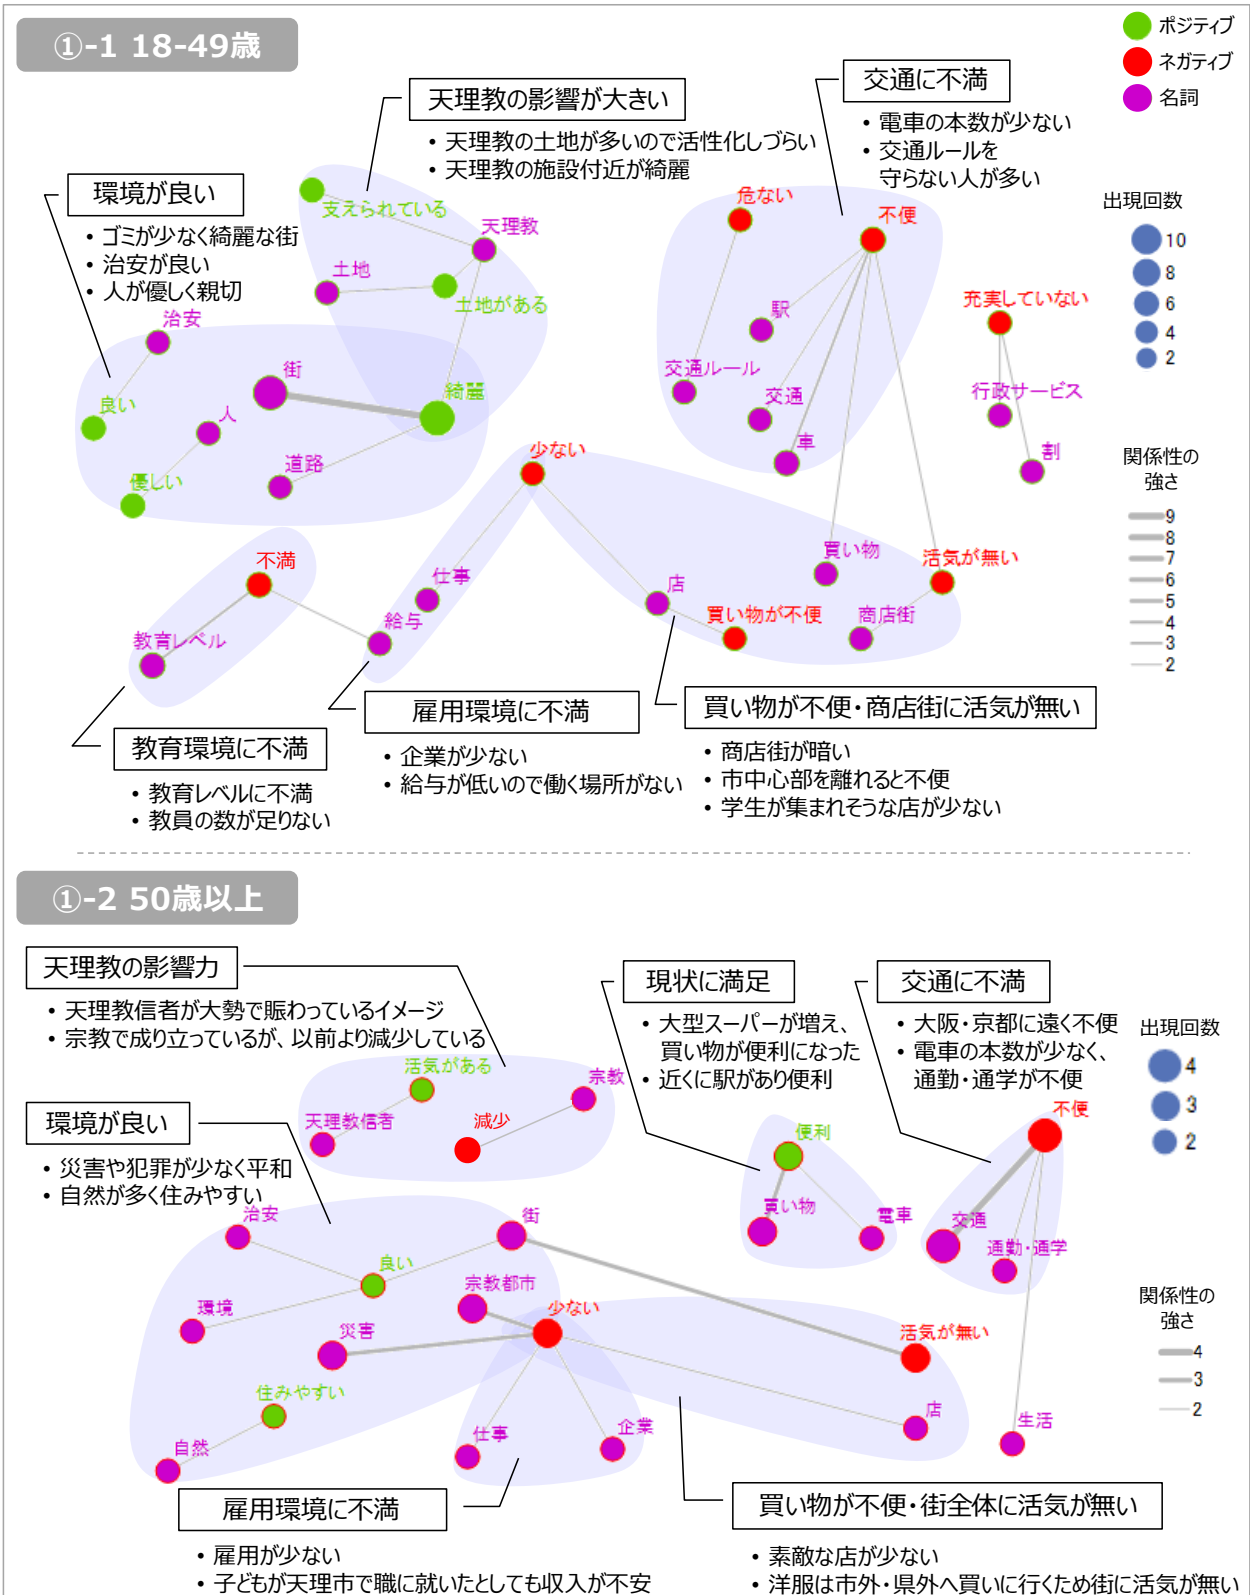 ①-1 18-49歳
ポジティブ
ネガティブ
名詞
天理教の影響が大きい
• 天理教の土地が多いので活性化しづらい
• 天理教の施設付近が綺麗
交通に不満
• 電車の本数が少ない
• 交通ルールを
守らない人が多い
環境が良い
• ゴミが少なく綺麗な街
• 治安が良い
• 人が優しく親切
出現回数
10
8
6
4
2
支えられている
天理教
土地
土地がある
危ない
不便
駅
充実していない
治安
街
綺麗
良い
人
道路
優しい
交通ルール
交通
車
行政サービス
割
関係性の
強さ
9
8
7
6
5
4
3
2
少ない
不満
仕事
店
買い物
活気が無い
教育レベル
給与
買い物が不便
商店街
教育環境に不満
• 教育レベルに不満
• 教員の数が足りない
雇用環境に不満
• 企業が少ない
• 給与が低いので働く場所がない
買い物が不便・商店街に活気が無い
• 商店街が暗い
• 市中心部を離れると不便
• 学生が集まれそうな店が少ない
①-2 50歳以上
天理教の影響力
• 天理教信者が大勢で賑わっているイメージ
• 宗教で成り立っているが、以前より減少している
現状に満足
• 大型スーパーが増え、
買い物が便利になった
• 近くに駅があり便利
交通に不満
• 大阪・京都に遠く不便
• 電車の本数が少なく、
通勤・通学が不便
出現回数
4
3
2
環境が良い
• 災害や犯罪が少なく平和
• 自然が多く住みやすい
活気がある
宗教
天理教信者
減少
便利
買い物
電車
不便
交通
通勤・通学
治安
街
良い
宗教都市
環境
災害
少ない
活気が無い
住みやすい
自然
仕事
企業
店
生活
関係性の
強さ
4
3
2
雇用環境に不満
• 雇用が少ない
• 子どもが天理市で職に就いたとしても収入が不安
買い物が不便・街全体に活気が無い
• 素敵な店が少ない
• 洋服は市外・県外へ買いに行くため街に活気が無い